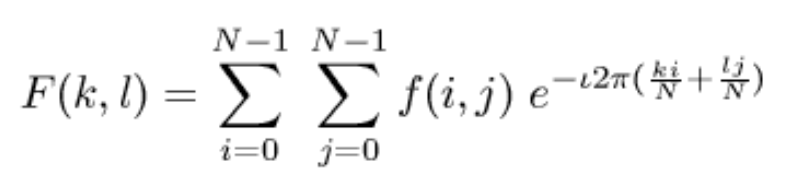 F(k, l) = \sum_{i=0}^{N-1} \sum_{j=0}^{N-1} f(i, j) e^{-\iota 2\pi(\frac{ki}{N}+\frac{lj}{N})}